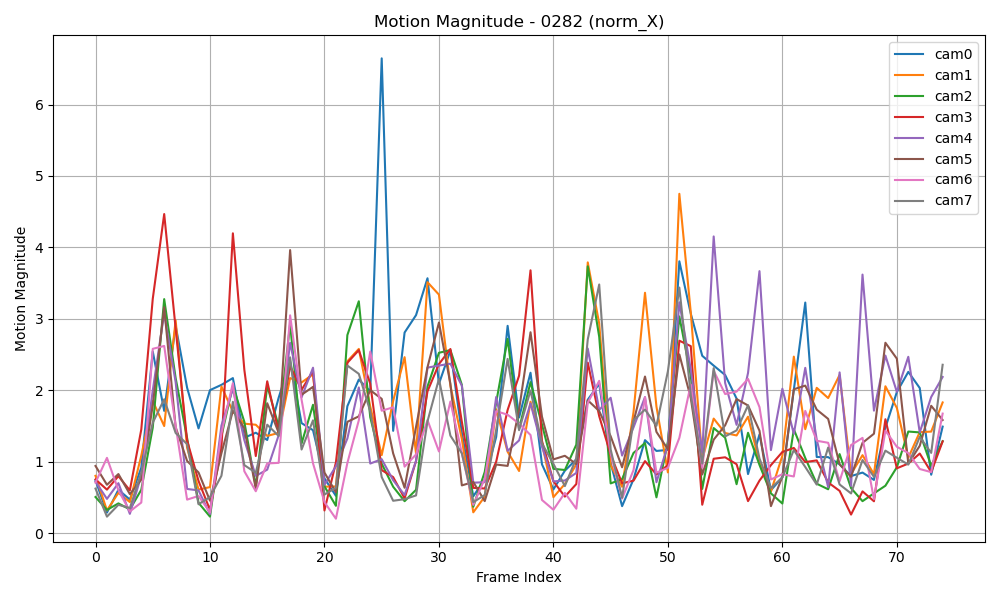 Motion Magnitude - 0282 (norm_X)
cam0
cam1
cam2
cam3
cam4
cam5
cam6
cam7
Motion Magnitude
6
5
4
3
2
1
0
0 10 20 30 40 50 60 70
Frame Index